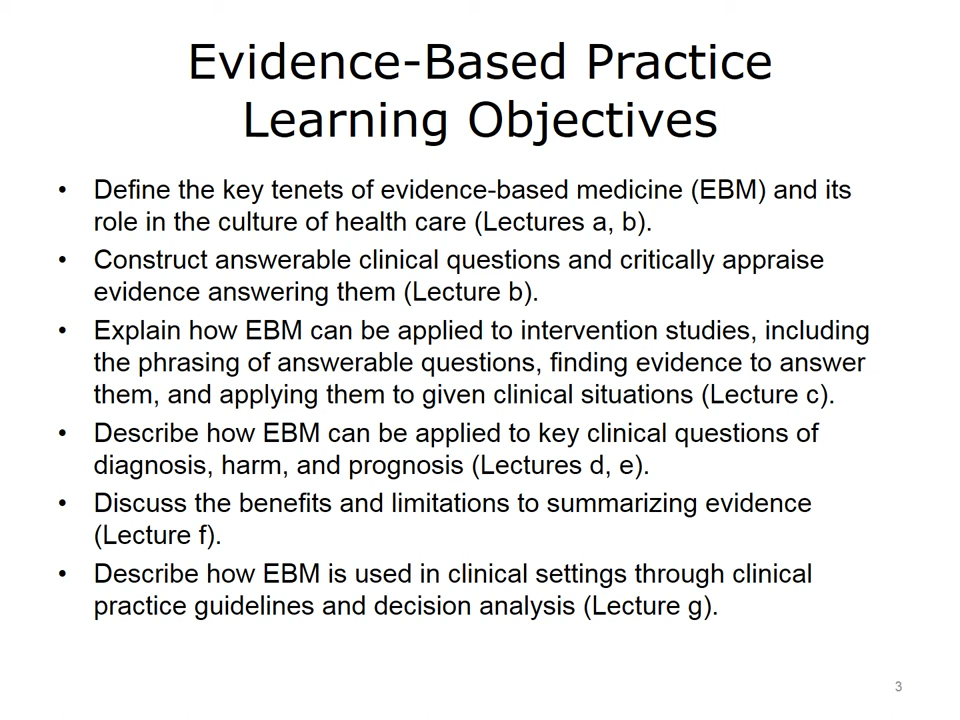 Evidence-Based Practice
Learning Objectives
• Define the key tenets of evidence-based medicine (EBM) and its
role in the culture of health care (Lectures a, b).
• Construct answerable clinical questions and critically appraise
evidence answering them (Lecture b).
• Explain how EBM can be applied to intervention studies, including
the phrasing of answerable questions, finding evidence to answer
them, and applying them to given clinical situations (Lecture c).
• Describe how EBM can be applied to key clinical questions of
diagnosis, harm, and prognosis (Lectures d, e).
• Discuss the benefits and limitations to summarizing evidence
(Lecture f).
• Describe how EBM is used in clinical settings through clinical
practice guidelines and decision analysis (Lecture g).
3